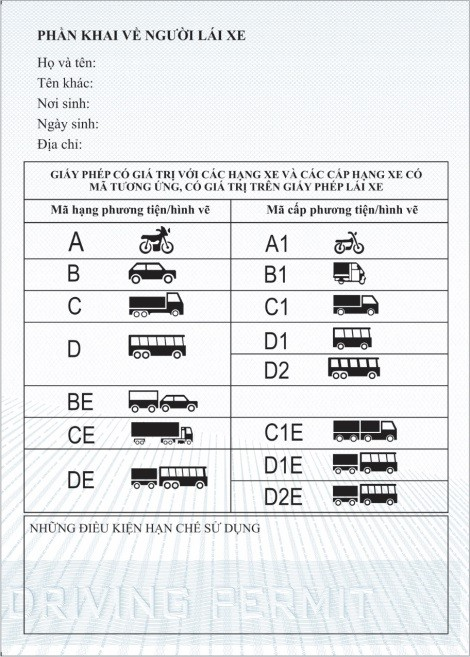 PHẦN KHAI VỀ NGƯỜI LÁI XE
Họ và tên:
Tên khác:
Nơi sinh:
Ngày sinh:
Địa chỉ:
GIẤY PHÉP CÓ GIÁ TRỊ VỚI CÁC HẠNG XE VÀ CÁC CẤP HẠNG XE CÓ
MÃ TƯƠNG ỨNG, CÓ GIÁ TRỊ TRÊN GIẤY PHÉP LÁI XE
Mã hạng phương tiện/hình vẽ Mã cấp phương tiện/hình vẽ
A A1
B B1
C C1
D D1
D2
BE
CE C1E
DE D1E
D2E
NHỮNG ĐIỀU KIỆN HẠN CHẾ SỬ DỤNG
DRIVING PERMIT